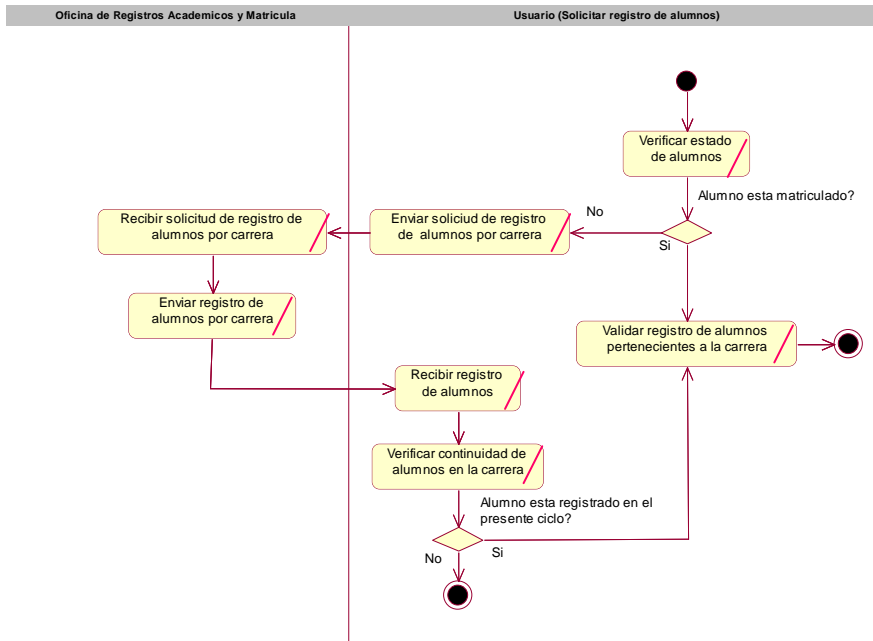 Oficina de Registros Academicos y Matricula
Usuario (Solicitar registro de alumnos)
Verificar estado
de alumnos
Alumno esta matriculado?
No
Si
Enviar soliciud de registro
de alumnos por carrera
Recibir solicitud de registro de
alumnos por carrera
Enviar registro de
alumnos por carrera
Validar registro de alumnos
pertenecientes a la carrera
Recibir registro
de alumnos
Verificar continuidad de
alumnos en la carrera
Alumno esta registrado en el
presente ciclo?
No
Si